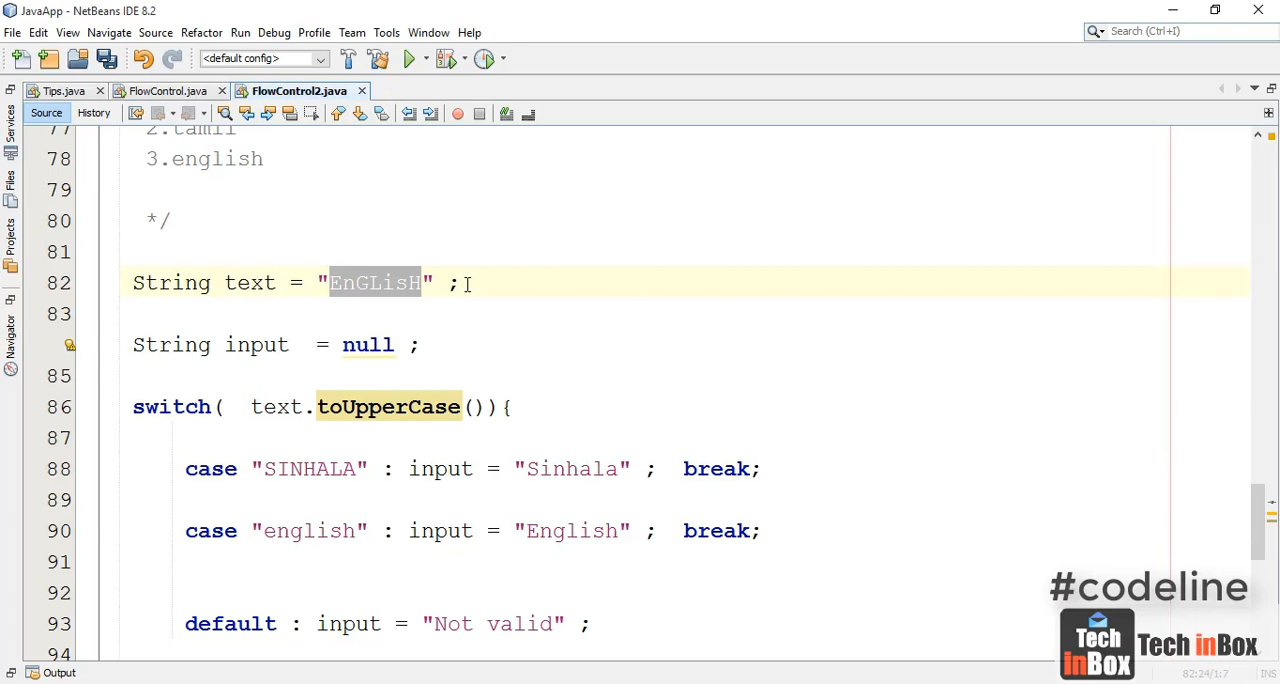 JavaApp - NetBeans IDE 8.2
File Edit View Navigate Source Refactor Run Debug Profile Team Tools Window Help
Search (Ctrl+I)
<default config>
Tips.java FlowControl.java FlowControl2.java
Source History
Services
Files
Projects
Navigator
77 2.tamil
78 3.english
79
80 */
81
82 String text = "EnGLisH" ;
83
String input = null ;
85
86 switch( text.toUpperCase()){
87
88 case "SINHALA" : input = "Sinhala" ; break;
89
90 case "english" : input = "English" ; break;
91
92
93 default : input = "Not valid" ;
94
#codeline
Tech inBox Tech inBox
Output
82:24/1:7 INS